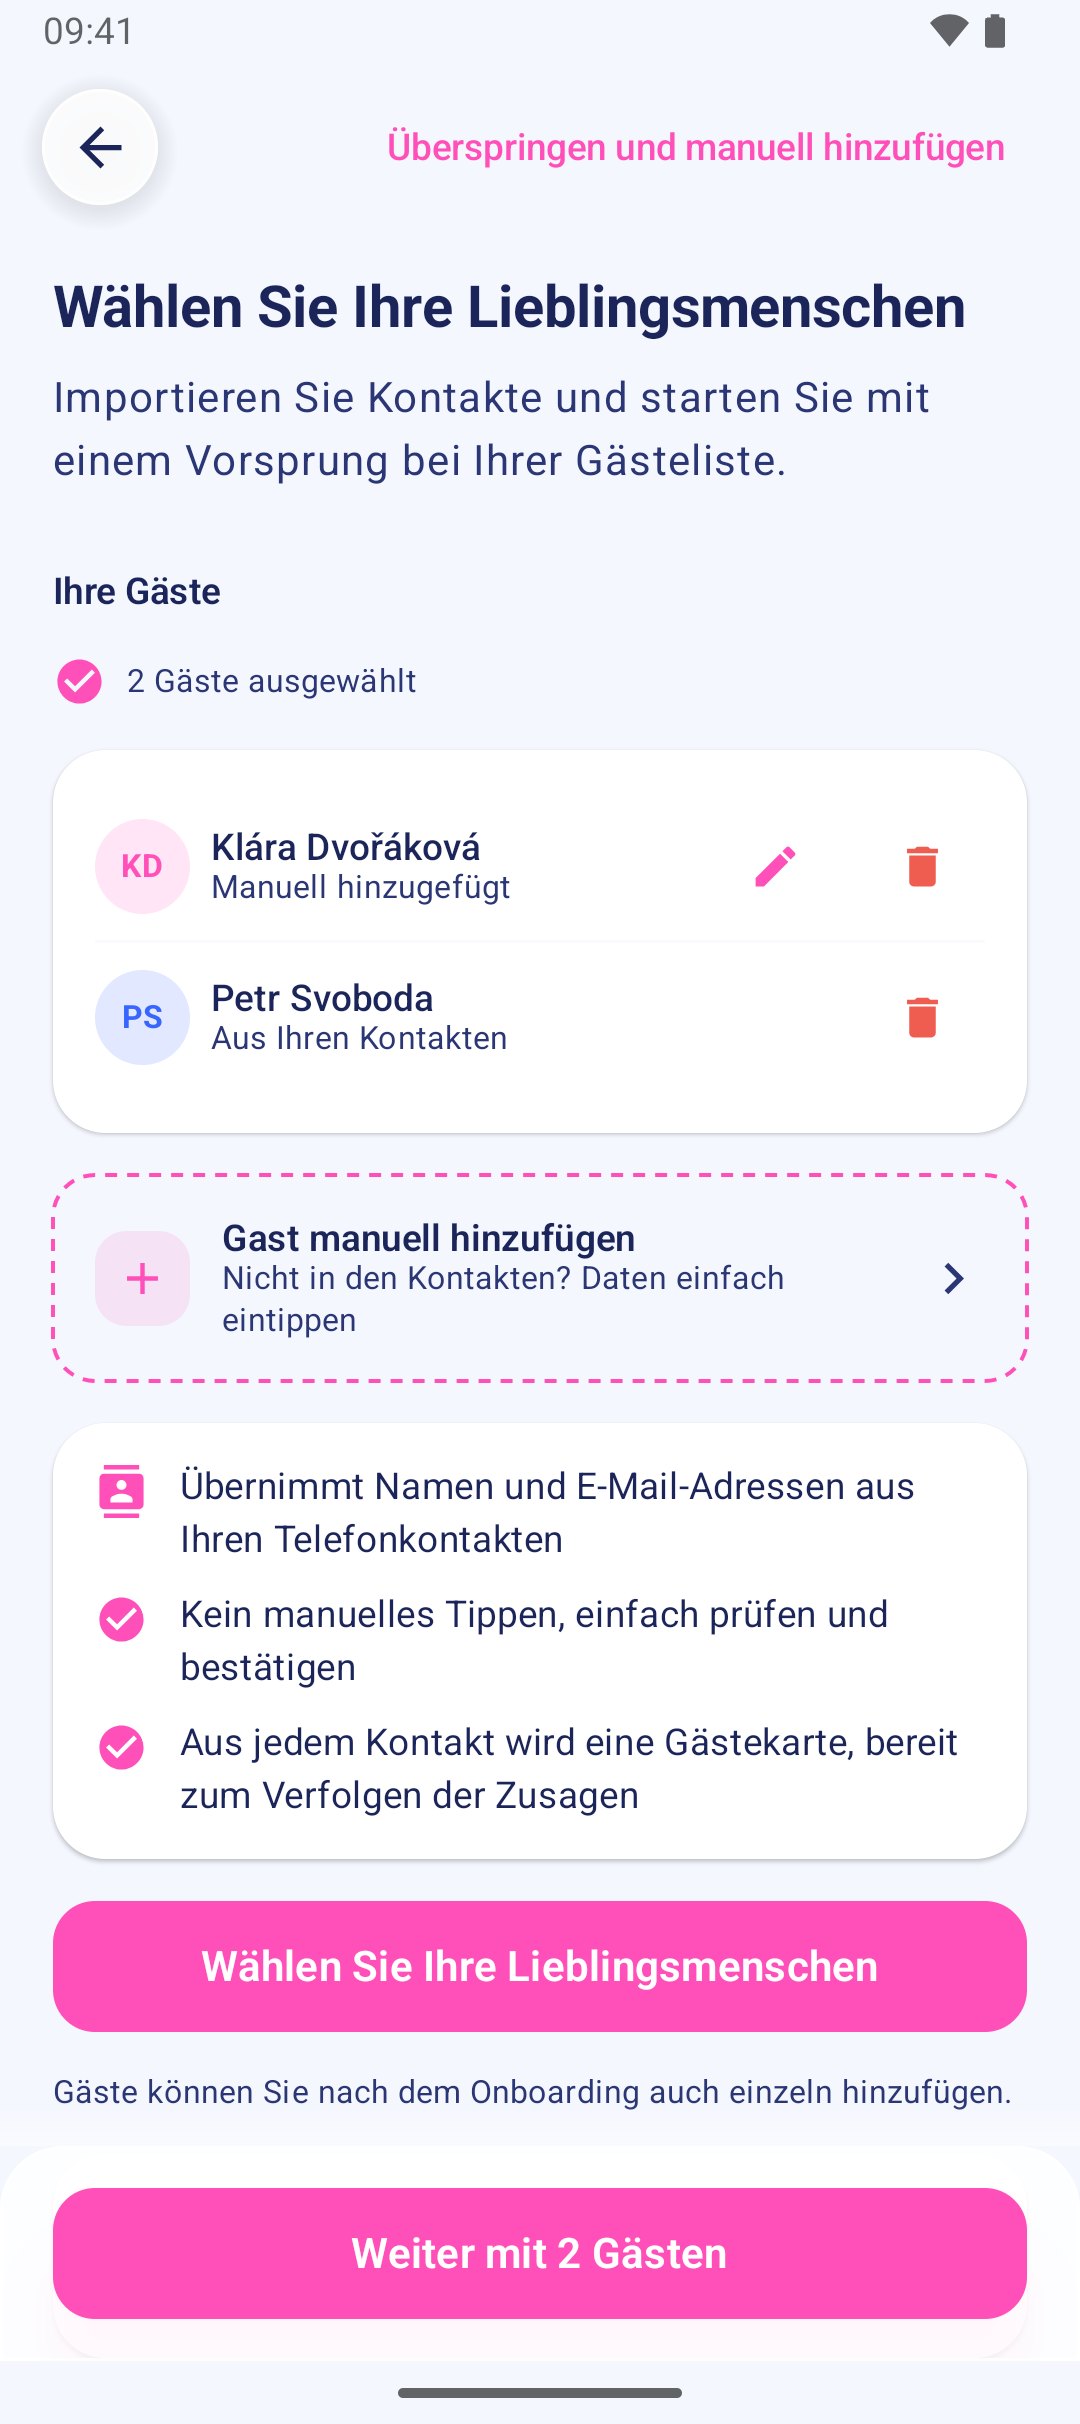 09:41
Überspringen und manuell hinzufügen
Wählen Sie Ihre Lieblingsmenschen
Importieren Sie Kontakte und starten Sie mit
einem Vorsprung bei Ihrer Gästeliste.
Ihre Gäste
2 Gäste ausgewählt
KD
Klára Dvořáková
Manuell hinzugefügt
PS
Petr Svoboda
Aus Ihren Kontakten
Gast manuell hinzufügen
Nicht in den Kontakten? Daten einfach
eintippen
Übernimmt Namen und E-Mail-Adressen aus
Ihren Telefonkontakten
Kein manuelles Tippen, einfach prüfen und
bestätigen
Aus jedem Kontakt wird eine Gästekarte, bereit
zum Verfolgen der Zusagen
Wählen Sie Ihre Lieblingsmenschen
Gäste können Sie nach dem Onboarding auch einzeln hinzufügen.
Weiter mit 2 Gästen